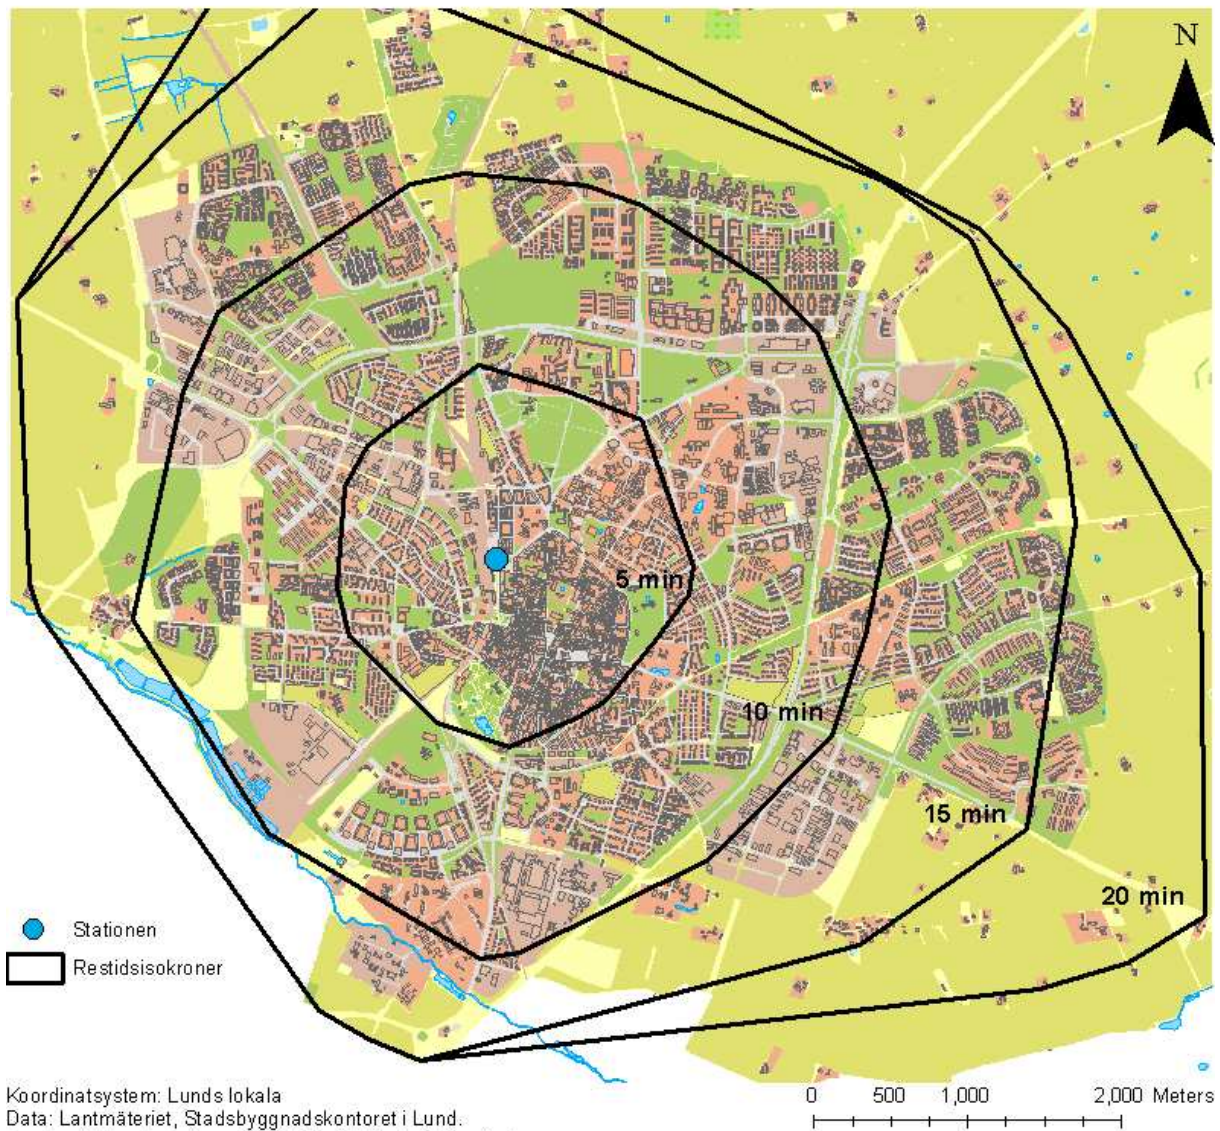 N
5 min
10 min
15 min
20 min
Stationen
Restidsisokroner
Koordinatsystem: Lunds lokala
Data: Lantmäteriet, Stadsbyggnadskontoret i Lund.
0 500 1,000 2,000 Meters